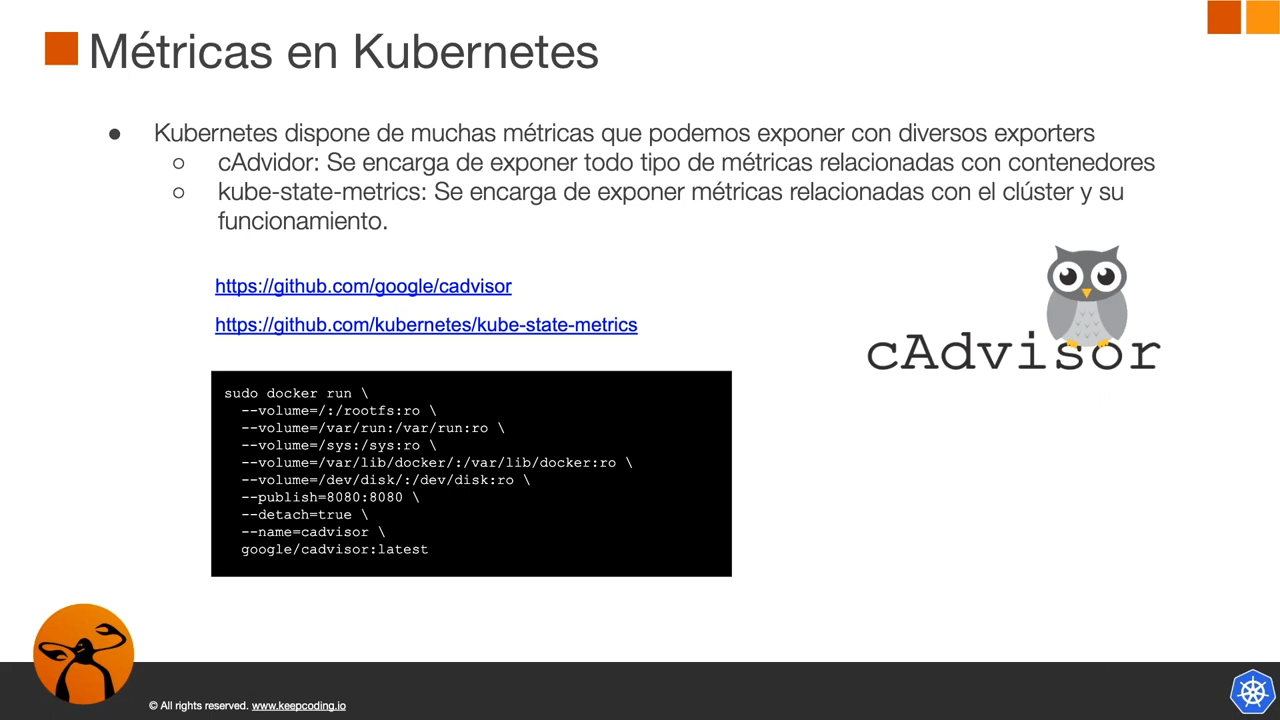 Métricas en Kubernetes
● Kubernetes dispone de muchas métricas que podemos exponer con diversos exporters
○ cAdvidor: Se encarga de exponer todo tipo de métricas relacionadas con contenedores
○ kube-state-metrics: Se encarga de exponer métricas relacionadas con el clúster y su
funcionamiento.
https://github.com/google/cadvisor
https://github.com/kubernetes/kube-state-metrics
cAdvisor
sudo docker run \
--volume=/:/rootfs:ro \
--volume=/var/run:/var/run:ro \
--volume=/sys:/sys:ro \
--volume=/var/lib/docker/:/var/lib/docker:ro \
--volume=/dev/disk/:/dev/disk:ro \
--publish=8080:8080 \
--detach=true \
--name=cadvisor \
google/cadvisor:latest
© All rights reserved. www.keepcoding.io